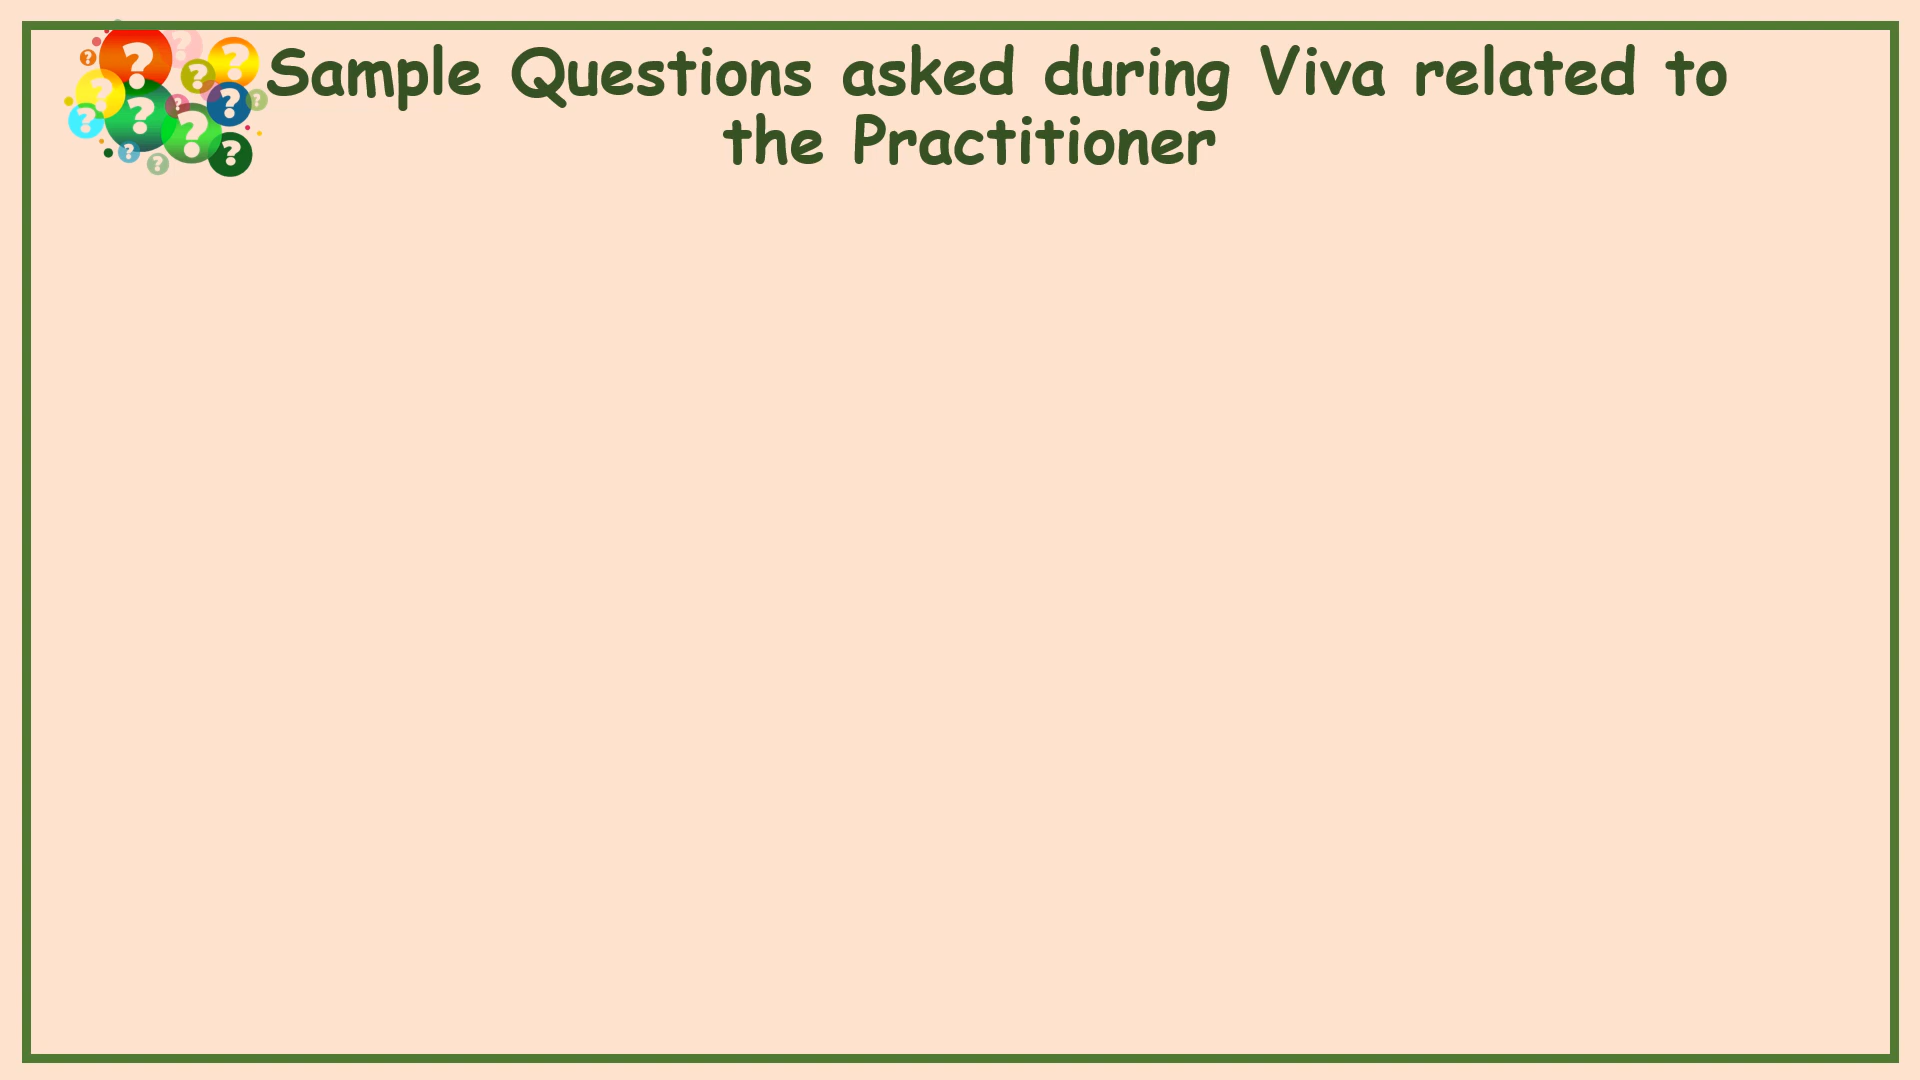 Sample Questions asked during Viva related to
the Practitioner